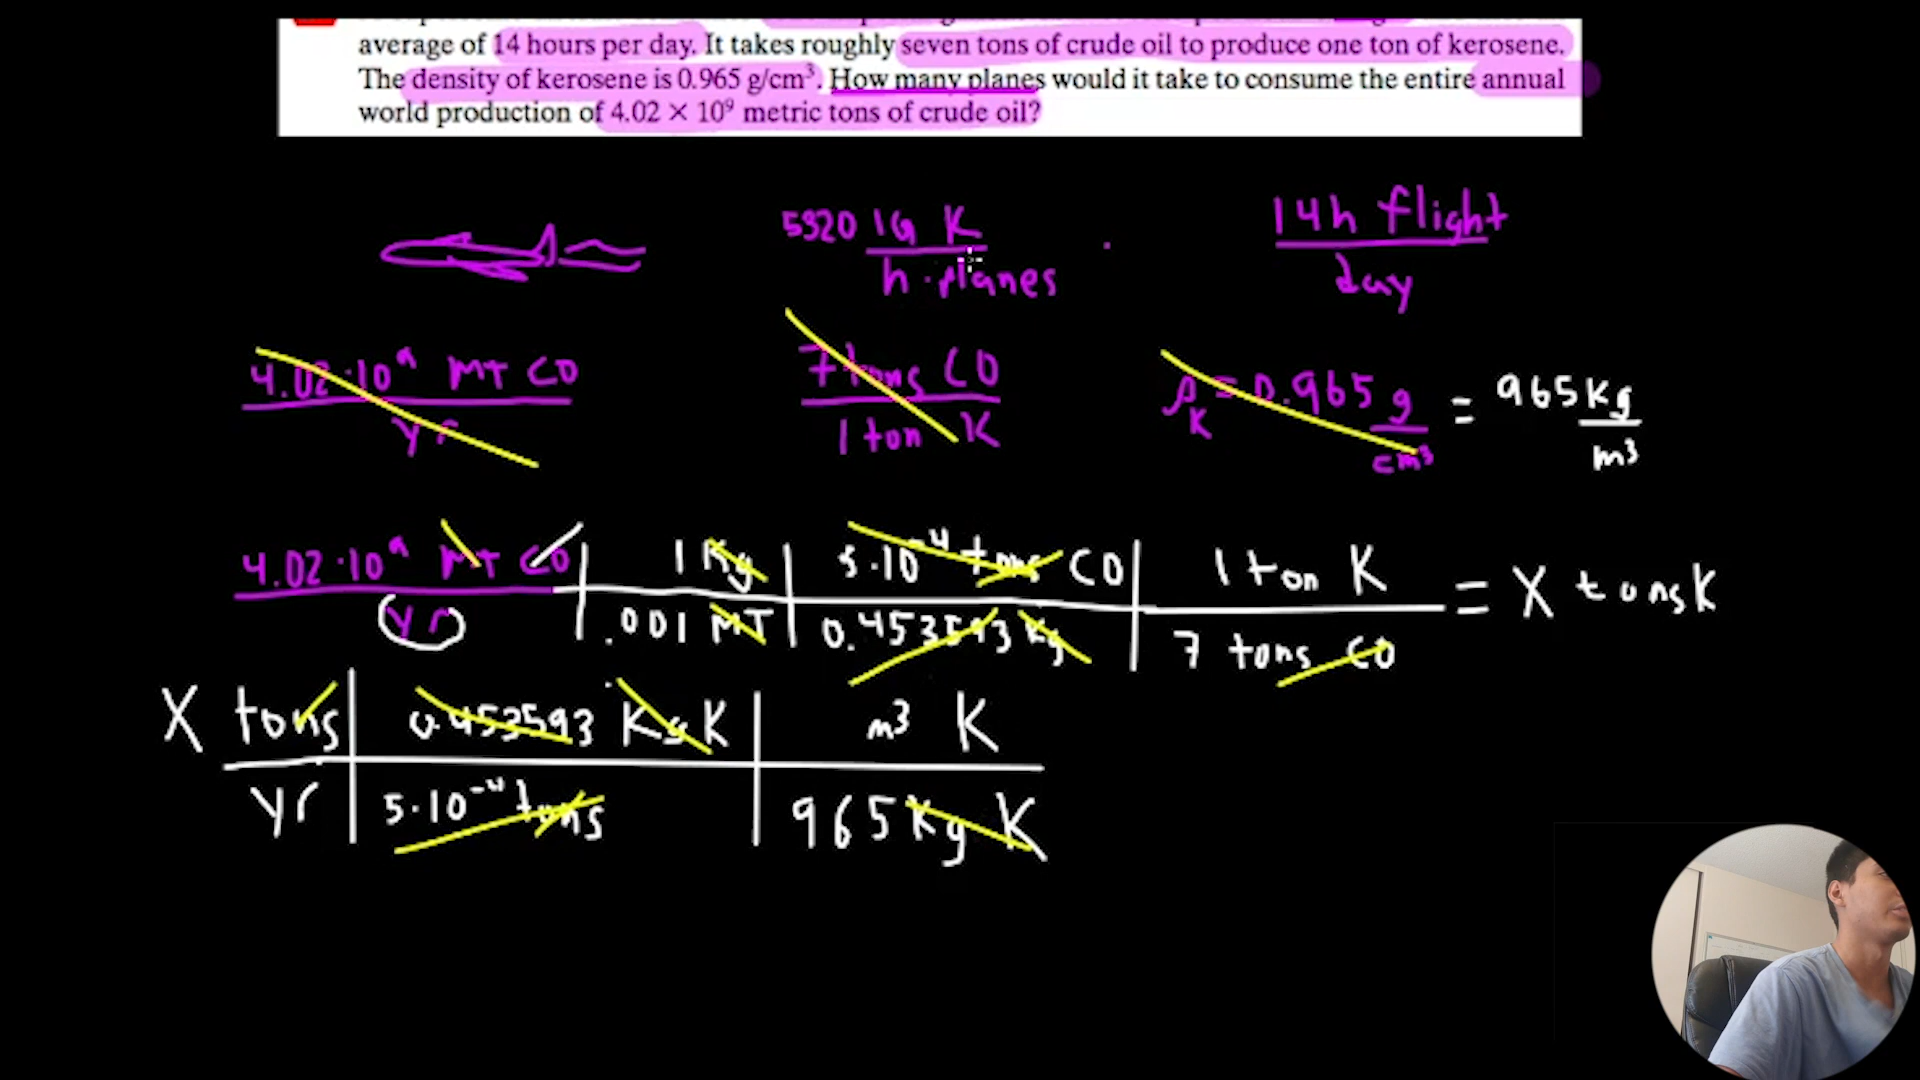 average of 14 hours per day. It takes roughly seven tons of crude oil to produce one ton of kerosene.
The density of kerosene is 0.965 g/cm³. How many planes would it take to consume the entire annual
world production of 4.02 × 10⁹ metric tons of crude oil?
5320 IG K
h·planes
14h flight
day
4.02·10⁹ MT CO
yr
7 tons CO
1 ton K
ρK = 0.965 g
cm³
= 965 kg
m³
4.02·10⁹ MT CO
yr
1 Kg
.001 MT
5·10⁻⁴ tons CO
0.453593 Kg
1 ton K
7 tons CO
= X tons K
X tons
yr
0.453593 Kg K
5·10⁻⁴ tons
m³ K
965 kg K